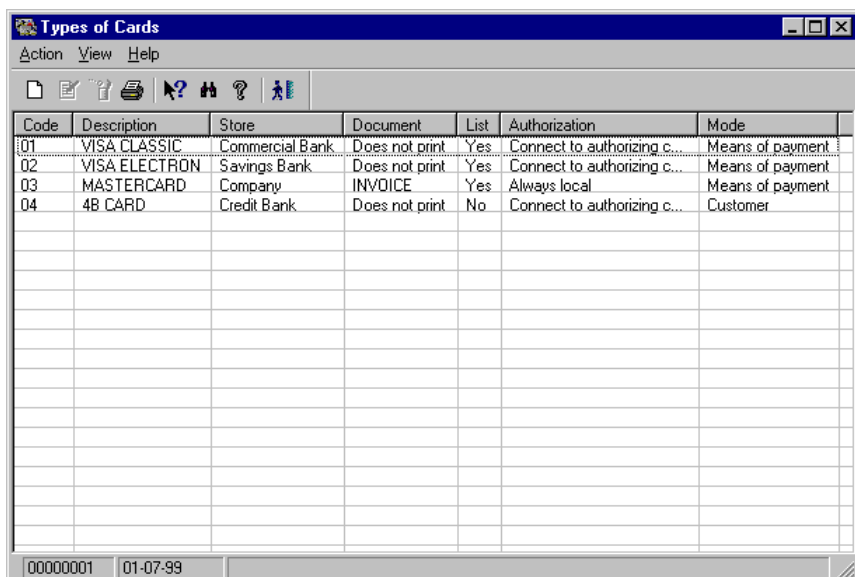 Types of Cards
Action View Help
Code Description Store Document List Authorization Mode
01 VISA CLASSIC Commercial Bank Does not print Yes Connect to authorizing c... Means of payment
02 VISA ELECTRON Savings Bank Does not print Yes Connect to authorizing c... Means of payment
03 MASTERCARD Company INVOICE Yes Always local Means of payment
04 4B CARD Credit Bank Does not print No Connect to authorizing c... Customer
00000001 01-07-99